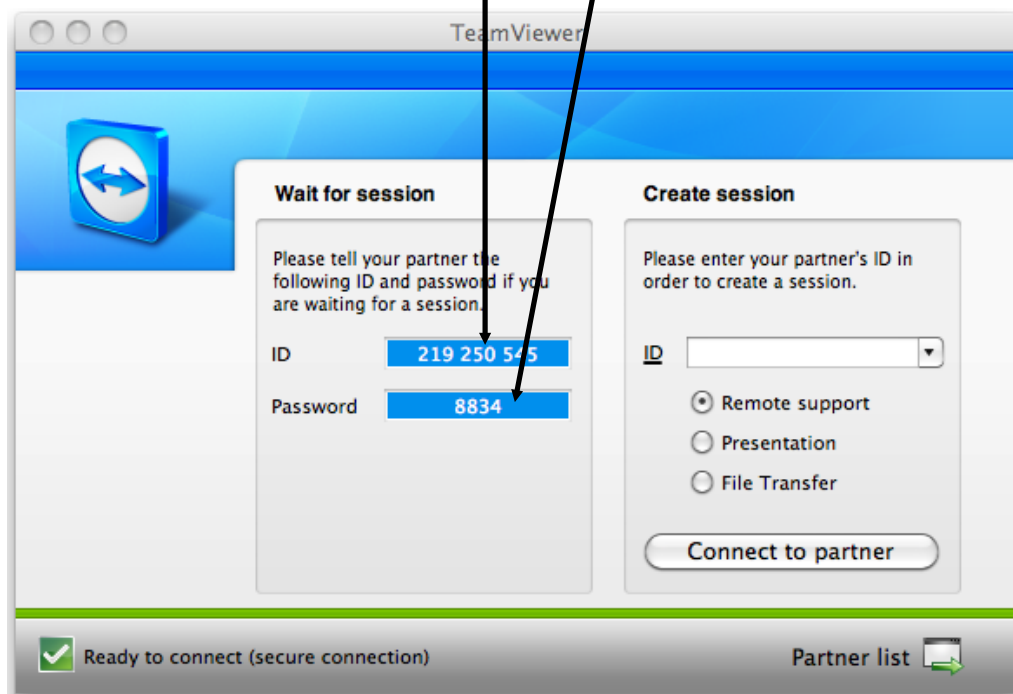 TeamViewer
Wait for session
Please tell your partner the
following ID and password if you
are waiting for a session.
ID 219 250 545
Password 8834
Create session
Please enter your partner's ID in
order to create a session.
ID
Remote support
Presentation
File Transfer
Connect to partner
Ready to connect (secure connection)
Partner list